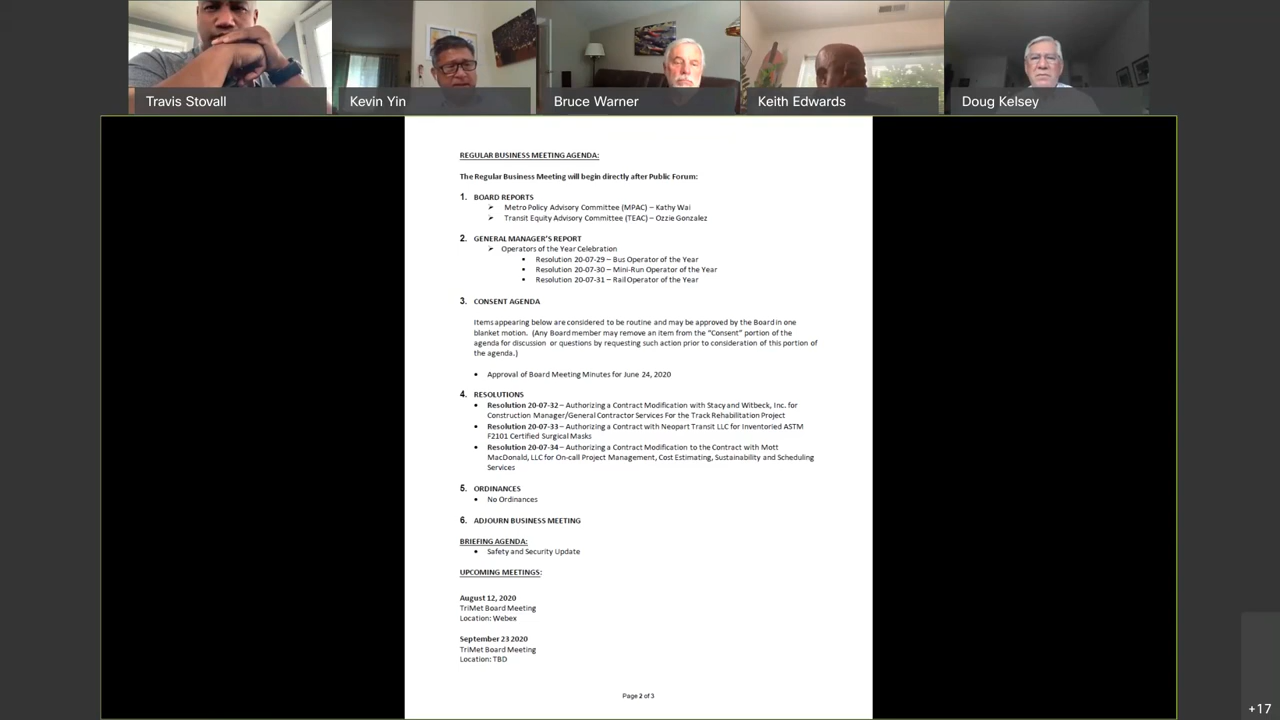 Travis Stovall
Kevin Yin
Bruce Warner
Keith Edwards
Doug Kelsey
REGULAR BUSINESS MEETING AGENDA:
The Regular Business Meeting will begin directly after Public Forum:
1. BOARD REPORTS
➢ Metro Policy Advisory Committee (MPAC) – Kathy Wai
➢ Transit Equity Advisory Committee (TEAC) – Ozzie Gonzalez
2. GENERAL MANAGER'S REPORT
➢ Operators of the Year Celebration
• Resolution 20-07-29 – Bus Operator of the Year
• Resolution 20-07-30 – Mini-Run Operator of the Year
• Resolution 20-07-31 – Rail Operator of the Year
3. CONSENT AGENDA
Items appearing below are considered to be routine and may be approved by the Board in one
blanket motion. (Any Board member may remove an item from the "Consent" portion of the
agenda for discussion or questions by requesting such action prior to consideration of this portion of
the agenda.)
• Approval of Board Meeting Minutes for June 24, 2020
4. RESOLUTIONS
• Resolution 20-07-32 – Authorizing a Contract Modification with Stacy and Witbeck, Inc. for
Construction Manager/General Contractor Services For the Track Rehabilitation Project
• Resolution 20-07-33 – Authorizing a Contract with Neopart Transit LLC for Inventoried ASTM
F2101 Certified Surgical Masks
• Resolution 20-07-34 – Authorizing a Contract Modification to the Contract with Mott
MacDonald, LLC for On-call Project Management, Cost Estimating, Sustainability and Scheduling
Services
5. ORDINANCES
• No Ordinances
6. ADJOURN BUSINESS MEETING
BRIEFING AGENDA:
• Safety and Security Update
UPCOMING MEETINGS:
August 12, 2020
TriMet Board Meeting
Location: Webex
September 23 2020
TriMet Board Meeting
Location: TBD
Page 2 of 3
+17